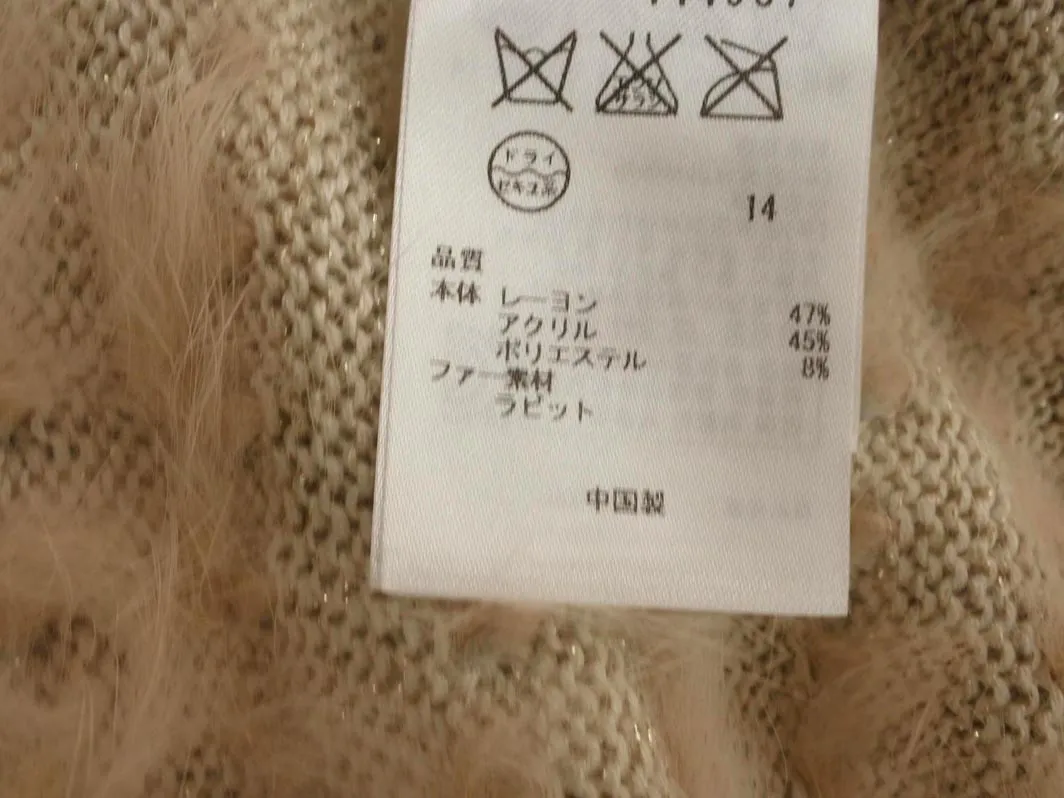 ドライ
セキユ系
14
品質
本体 レーヨン 47%
アクリル 45%
ポリエステル 8%
ファー素材
ラビット
中国製